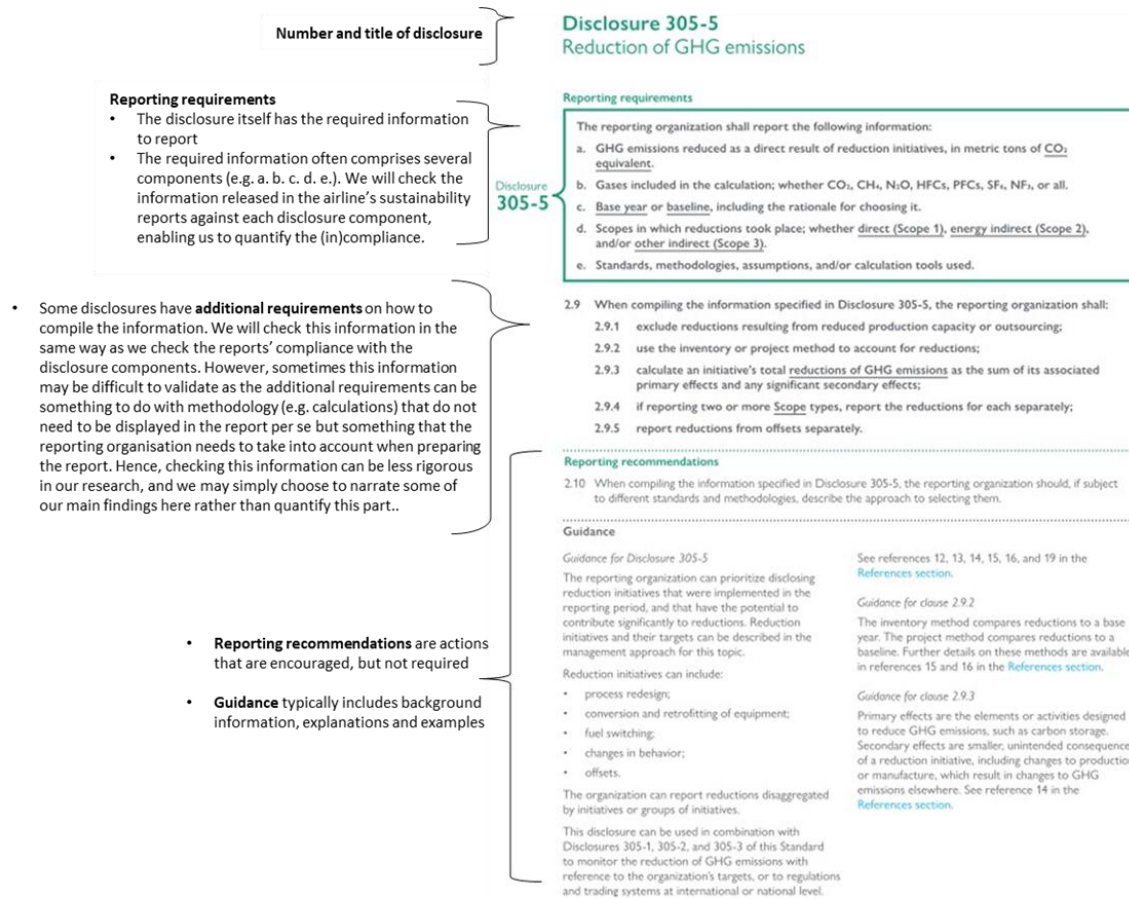 Number and title of disclosure
Reporting requirements
• The disclosure itself has the required information
to report
• The required information often comprises several
components (e.g. a. b. c. d. e.). We will check the
information released in the airline's sustainability
reports against each disclosure component,
enabling us to quantify the (in)compliance.
• Some disclosures have additional requirements on how to
compile the information. We will check this information in the
same way as we check the reports' compliance with the
disclosure components. However, sometimes this information
may be difficult to validate as the additional requirements can be
something to do with methodology (e.g. calculations) that do not
need to be displayed in the report per se but something that the
reporting organisation needs to take into account when preparing
the report. Hence, checking this information can be less rigorous
in our research, and we may simply choose to narrate some of
our main findings here rather than quantify this part..
• Reporting recommendations are actions
that are encouraged, but not required
• Guidance typically includes background
information, explanations and examples
Disclosure 305-5
Reduction of GHG emissions
Reporting requirements
Disclosure
305-5
The reporting organization shall report the following information:
a. GHG emissions reduced as a direct result of reduction initiatives, in metric tons of CO₂
equivalent.
b. Gases included in the calculation; whether CO₂, CH₄, N₂O, HFCs, PFCs, SF₆, NF₃, or all.
c. Base year or baseline, including the rationale for choosing it.
d. Scopes in which reductions took place; whether direct (Scope 1), energy indirect (Scope 2),
and/or other indirect (Scope 3).
e. Standards, methodologies, assumptions, and/or calculation tools used.
2.9 When compiling the information specified in Disclosure 305-5, the reporting organization shall:
2.9.1 exclude reductions resulting from reduced production capacity or outsourcing;
2.9.2 use the inventory or project method to account for reductions;
2.9.3 calculate an initiative's total reductions of GHG emissions as the sum of its associated
primary effects and any significant secondary effects;
2.9.4 if reporting two or more Scope types, report the reductions for each separately;
2.9.5 report reductions from offsets separately.
Reporting recommendations
2.10 When compiling the information specified in Disclosure 305-5, the reporting organization should, if subject
to different standards and methodologies, describe the approach to selecting them.
Guidance
Guidance for Disclosure 305-5
The reporting organization can prioritize disclosing
reduction initiatives that were implemented in the
reporting period, and that have the potential to
contribute significantly to reductions. Reduction
initiatives and their targets can be described in the
management approach for this topic.
Reduction initiatives can include:
• process redesign;
• conversion and retrofitting of equipment;
• fuel switching;
• changes in behavior;
• offsets.
The organization can report reductions disaggregated
by initiatives or groups of initiatives.
This disclosure can be used in combination with
Disclosures 305-1, 305-2, and 305-3 of this Standard
to monitor the reduction of GHG emissions with
reference to the organization's targets, or to regulations
and trading systems at international or national level.
See references 12, 13, 14, 15, 16, and 19 in the
References section.
Guidance for clause 2.9.2
The inventory method compares reductions to a base
year. The project method compares reductions to a
baseline. Further details on these methods are available
in references 15 and 16 in the References section.
Guidance for clause 2.9.3
Primary effects are the elements or activities designed
to reduce GHG emissions, such as carbon storage.
Secondary effects are smaller, unintended consequence
of a reduction initiative, including changes to production
or manufacture, which result in changes to GHG
emissions elsewhere. See reference 14 in the
References section.